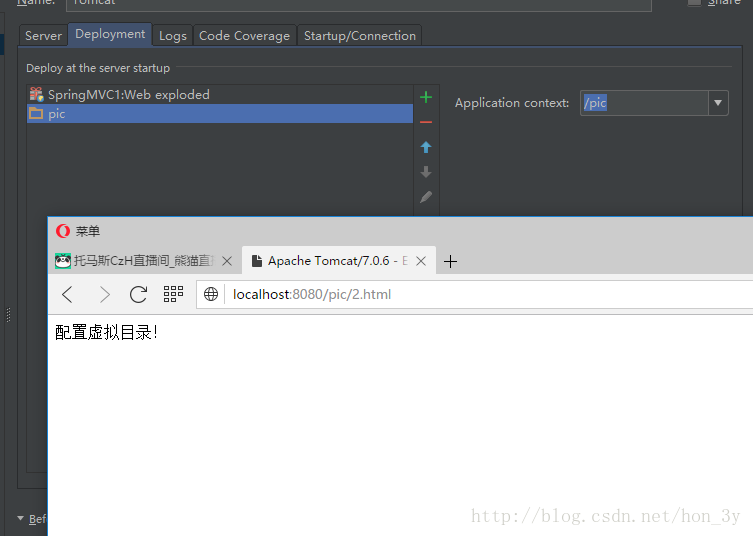 Name: Tomcat Share
Server Deployment Logs Code Coverage Startup/Connection
Deploy at the server startup
SpringMVC1:Web exploded
pic
Application context: /pic
菜单
托马斯CzH直播间_熊猫直 Apache Tomcat/7.0.6 - E
localhost:8080/pic/2.html
配置虚拟目录！
Bef
http://blog.csdn.net/hon_3y